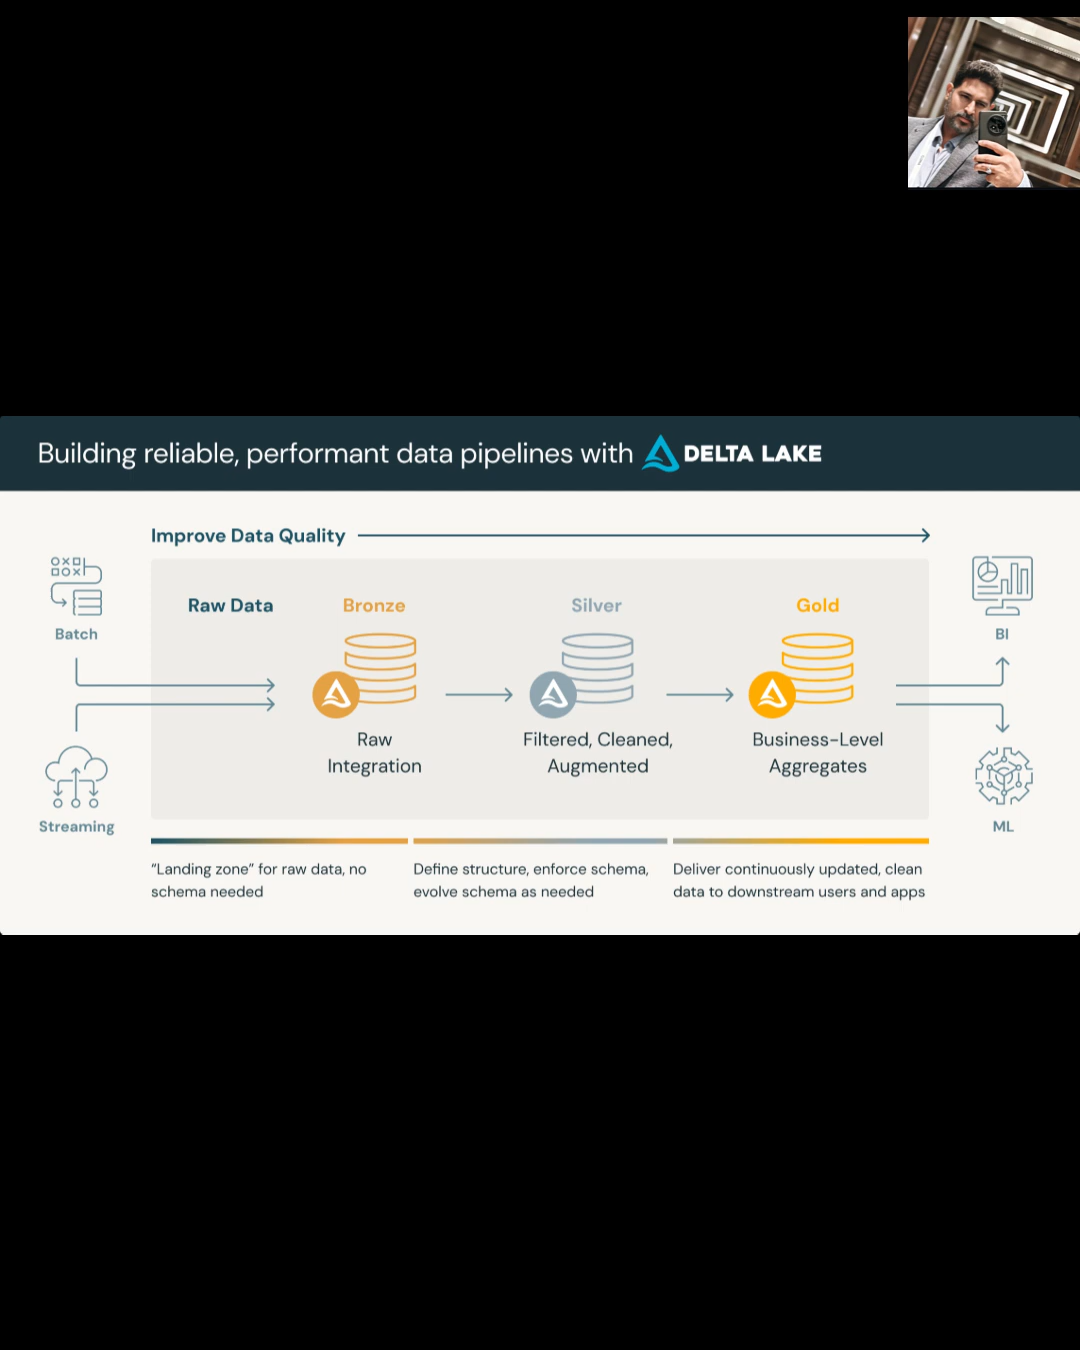 Building reliable, performant data pipelines with DELTA LAKE
Improve Data Quality
Batch
Streaming
Raw Data
Bronze
Raw
Integration
Silver
Filtered, Cleaned,
Augmented
Gold
Business-Level
Aggregates
BI
ML
"Landing zone" for raw data, no
schema needed
Define structure, enforce schema,
evolve schema as needed
Deliver continuously updated, clean
data to downstream users and apps